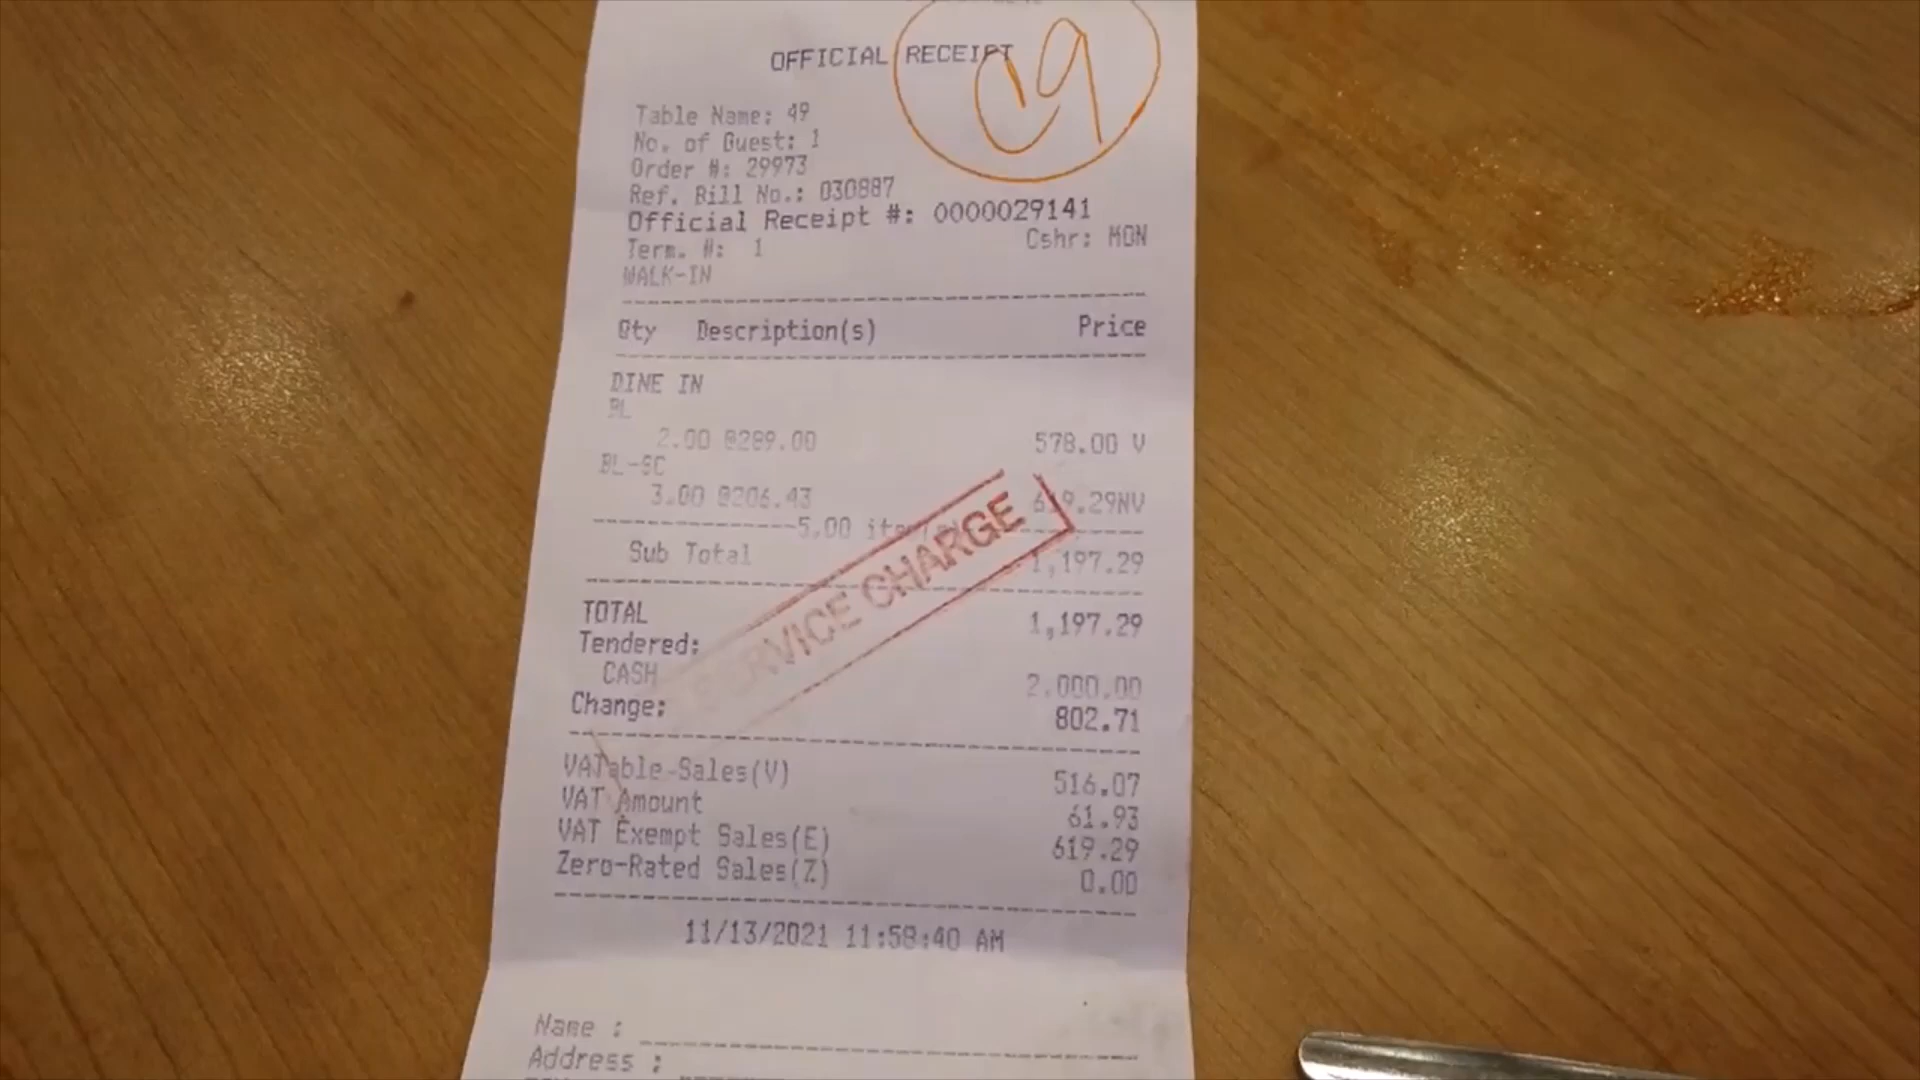 OFFICIAL RECEIPT
49
Table Name: 49
No. of Guest: 1
Order #: 29973
Ref. Bill No.: 030887
Official Receipt #: 0000029141
Term. #: 1 Cshr: MON
WALK-IN
Qty Description(s) Price
DINE IN
BL
2.00 @289.00 578.00 V
BL-SC
3.00 @206.43 619.29NV
5.00 item(s)
Sub Total 1,197.29
SERVICE CHARGE
TOTAL 1,197.29
Tendered:
CASH 2,000.00
Change: 802.71
VATable-Sales(V) 516.07
VAT Amount 61.93
VAT Exempt Sales(E) 619.29
Zero-Rated Sales(Z) 0.00
11/13/2021 11:58:40 AM
Name :
Address :